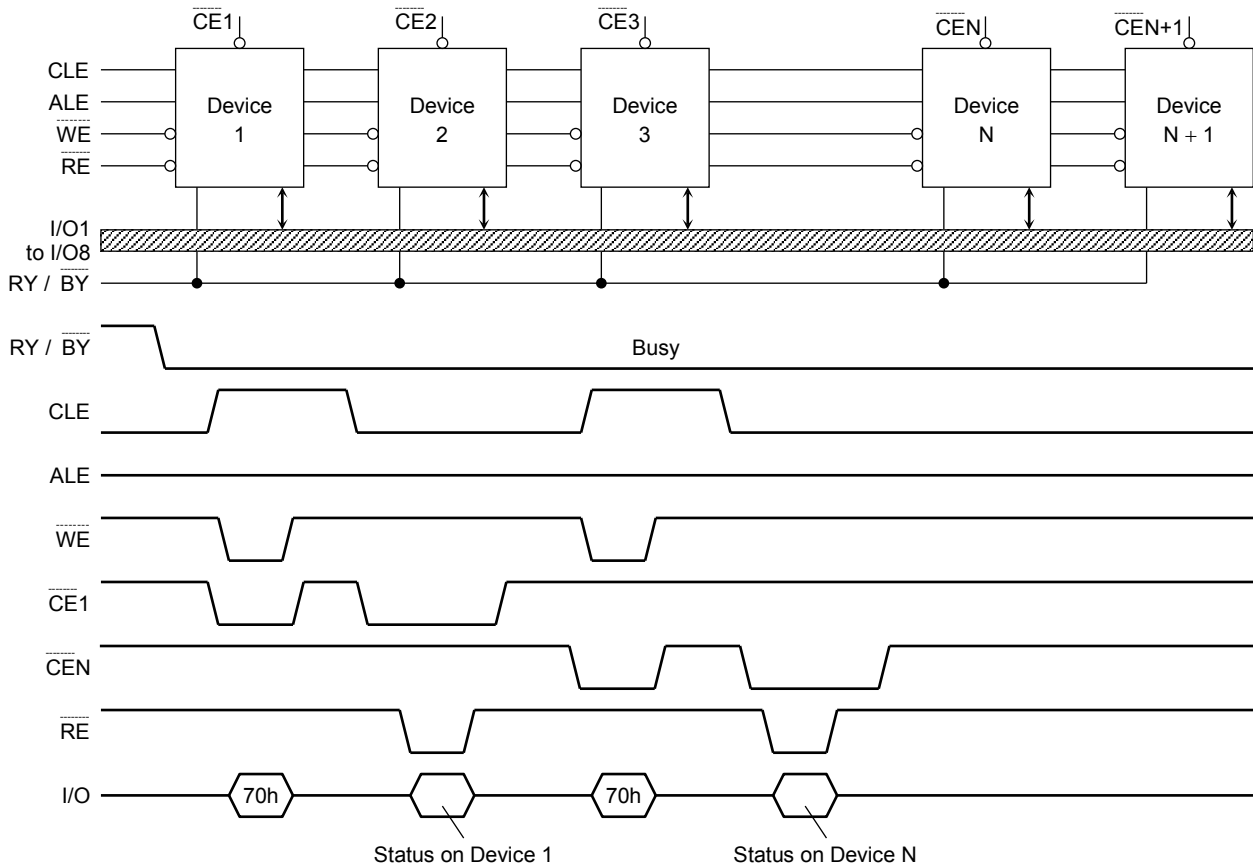 CE1 CE2 CE3 CEN CEN+1
CLE
ALE
WE
RE
Device 1
Device 2
Device 3
Device N
Device N + 1
I/O1 to I/O8
RY / BY
RY / BY
Busy
CLE
ALE
WE
CE1
CEN
RE
I/O
70h
70h
Status on Device 1
Status on Device N